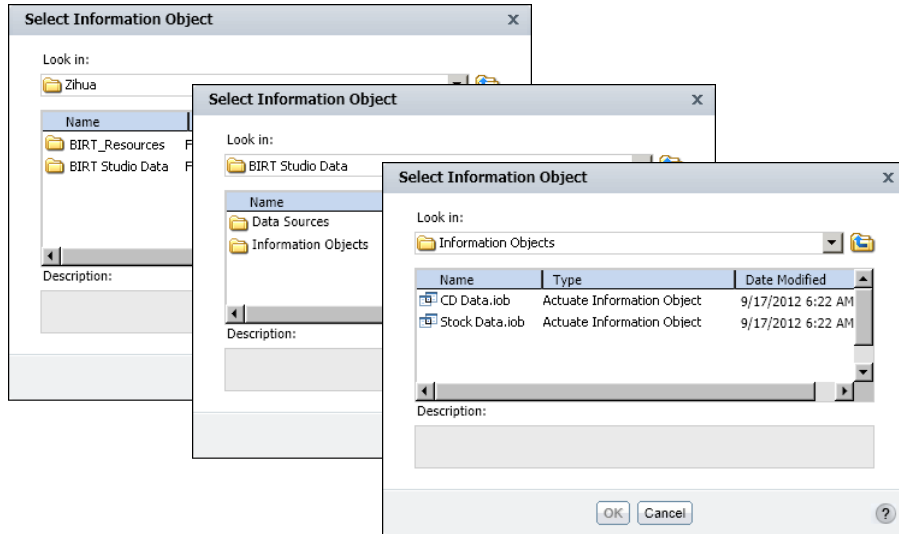 Select Information Object x
Look in:
Zihua
Name
BIRT_Resources F
BIRT Studio Data F
Description:
Select Information Object x
Look in:
BIRT Studio Data
Name
Data Sources
Information Objects
Description:
Select Information Object x
Look in:
Information Objects
Name Type Date Modified
CD Data.iob Actuate Information Object 9/17/2012 6:22 AM
Stock Data.iob Actuate Information Object 9/17/2012 6:22 AM
Description:
OK Cancel ?